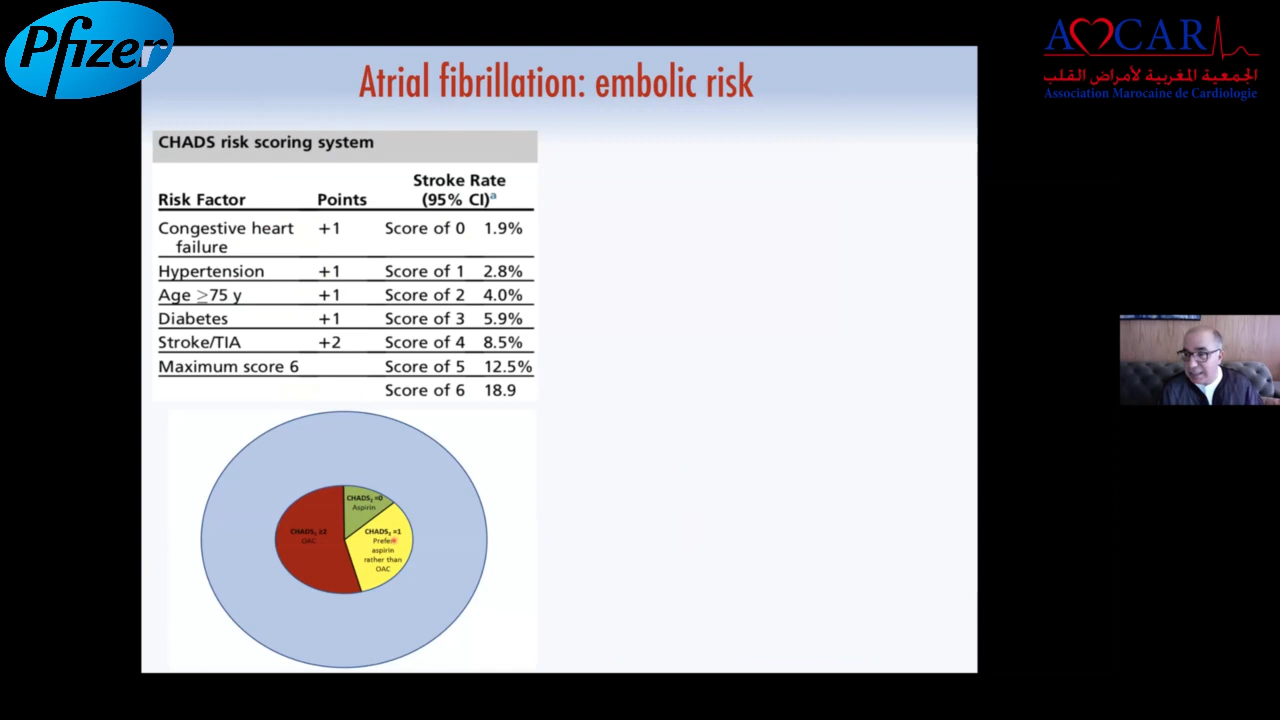 Pfizer
AMCAR
الجمعية المغربية لأمراض القلب
Association Marocaine de Cardiologie
Atrial fibrillation: embolic risk
CHADS risk scoring system
Risk Factor Points Stroke Rate (95% CI)a
Congestive heart failure +1 Score of 0 1.9%
Hypertension +1 Score of 1 2.8%
Age ≥75 y +1 Score of 2 4.0%
Diabetes +1 Score of 3 5.9%
Stroke/TIA +2 Score of 4 8.5%
Maximum score 6 Score of 5 12.5%
Score of 6 18.9
CHADS₂ =0
Aspirin
CHADS₂ ≥2
OAC
CHADS₂ =1
Prefer
aspirin
rather than
OAC